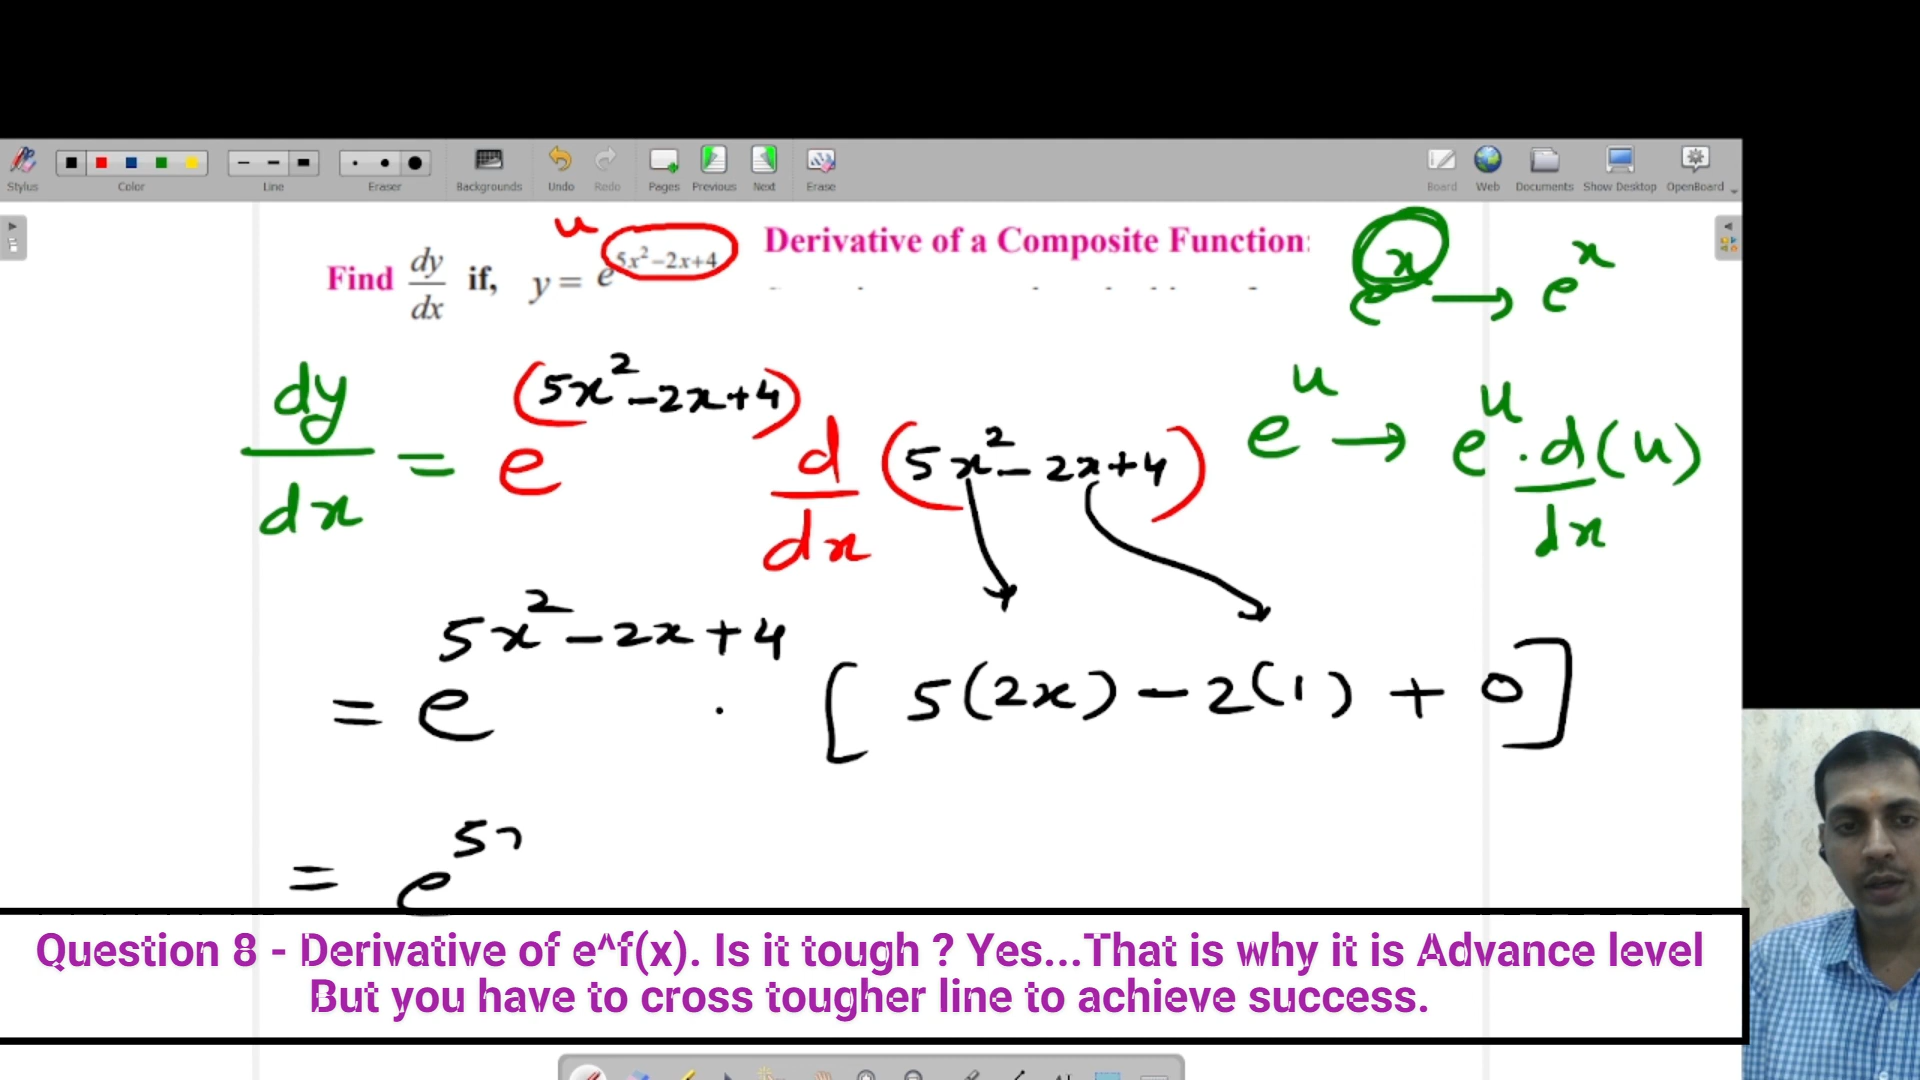 Stylus Color Line Eraser Backgrounds Undo Redo Pages Previous Next Erase Board Web Documents Show Desktop OpenBoard
u
Find dy/dx if, y = e^(5x²−2x+4) Derivative of a Composite Function:
e^x → e^x
dy/dx = e^(5x²−2x+4) d/dx (5x²−2x+4)
e^u → e^u . d/dx (u)
= e^(5x²−2x+4) . [5(2x) − 2(1) + 0]
= e^5
Question 8 - Derivative of e^f(x). Is it tough ? Yes...That is why it is Advance level
But you have to cross tougher line to achieve success.